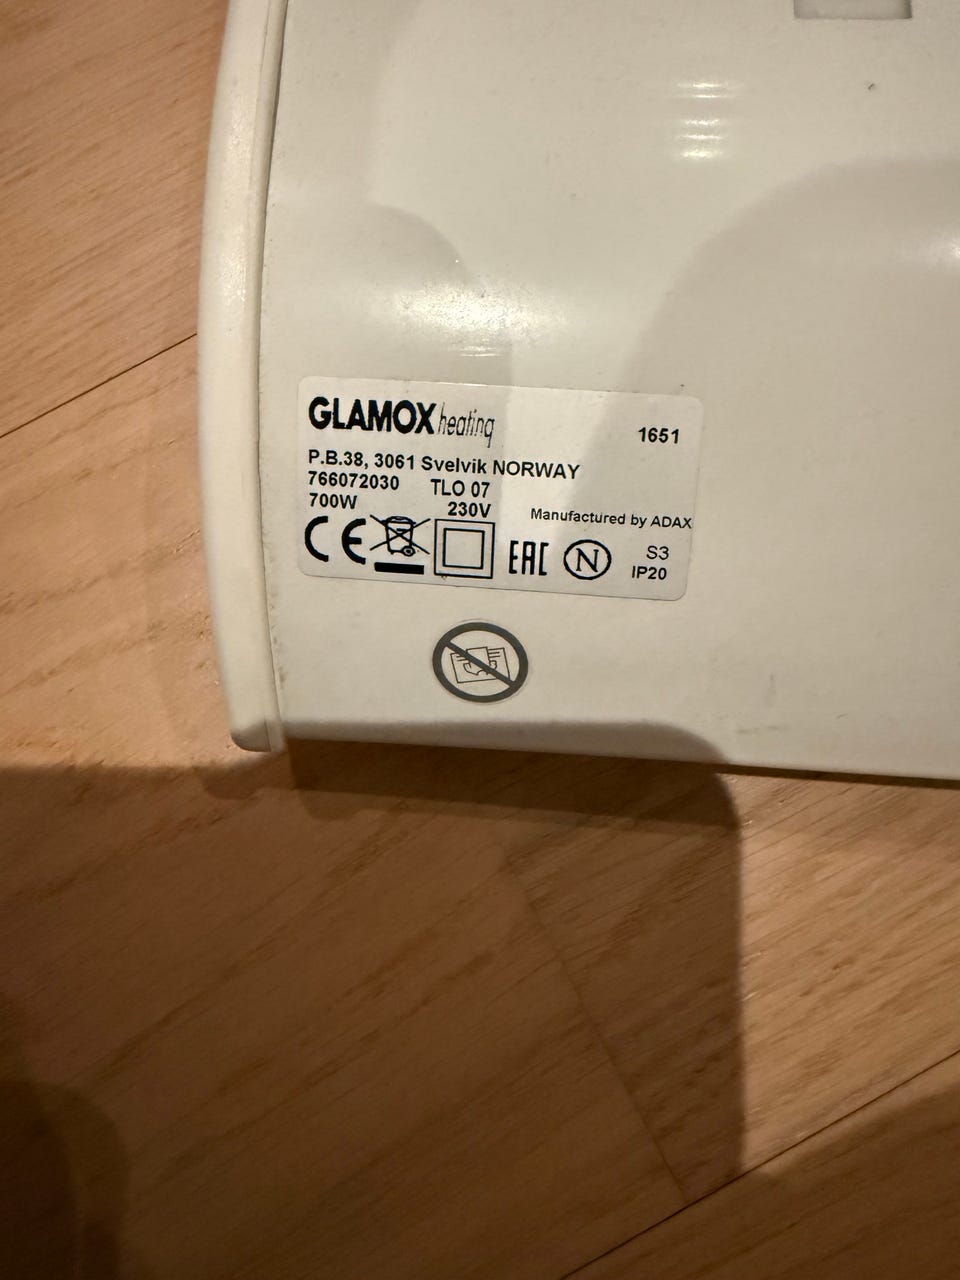 GLAMOX heating
1651
P.B.38, 3061 Svelvik NORWAY
766072030 TLO 07
700W 230V
Manufactured by ADAX
CE EAC N
S3
IP20